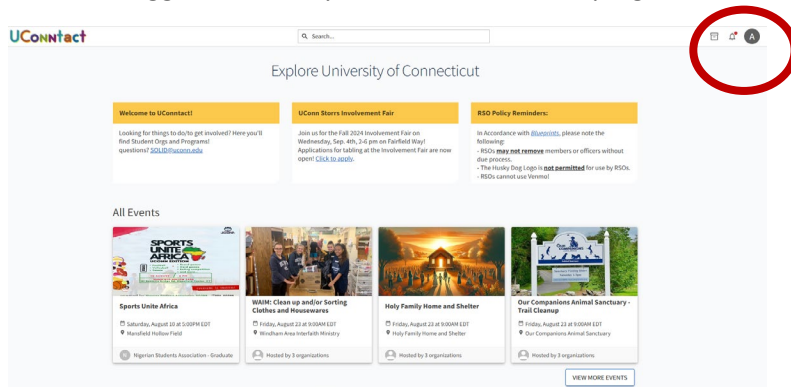 UConntact
Search...
A
Explore University of Connecticut
Welcome to UConntact!
Looking for things to do/to get involved? Here you'll
find Student Orgs and Programs!
questions? SOLID@uconn.edu
UConn Storrs Involvement Fair
Join us for the Fall 2024 Involvement Fair on
Wednesday, Sep. 4th, 2-6 pm on Fairfield Way!
Applications for tabling at the Involvement Fair are now
open! Click to apply.
RSO Policy Reminders:
In Accordance with Blueprints, please note the
following:
- RSOs may not remove members or officers without
due process.
- The Husky Dog Logo is not permitted for use by RSOs.
- RSOs cannot use Venmo!
All Events
SPORTS
UNITE
AFRICA
Sports Unite Africa
Saturday, August 10 at 5:00PM EDT
Mansfield Hollow Field
Nigerian Students Association - Graduate
WAIM: Clean up and/or Sorting
Clothes and Housewares
Friday, August 23 at 9:00AM EDT
Windham Area Interfaith Ministry
Hosted by 3 organizations
Holy Family Home and Shelter
Friday, August 23 at 9:00AM EDT
Holy Family Home and Shelter
Hosted by 3 organizations
Our Companions Animal Sanctuary -
Trail Cleanup
Friday, August 23 at 9:00AM EDT
Our Companions Animal Sanctuary
Hosted by 3 organizations
VIEW MORE EVENTS